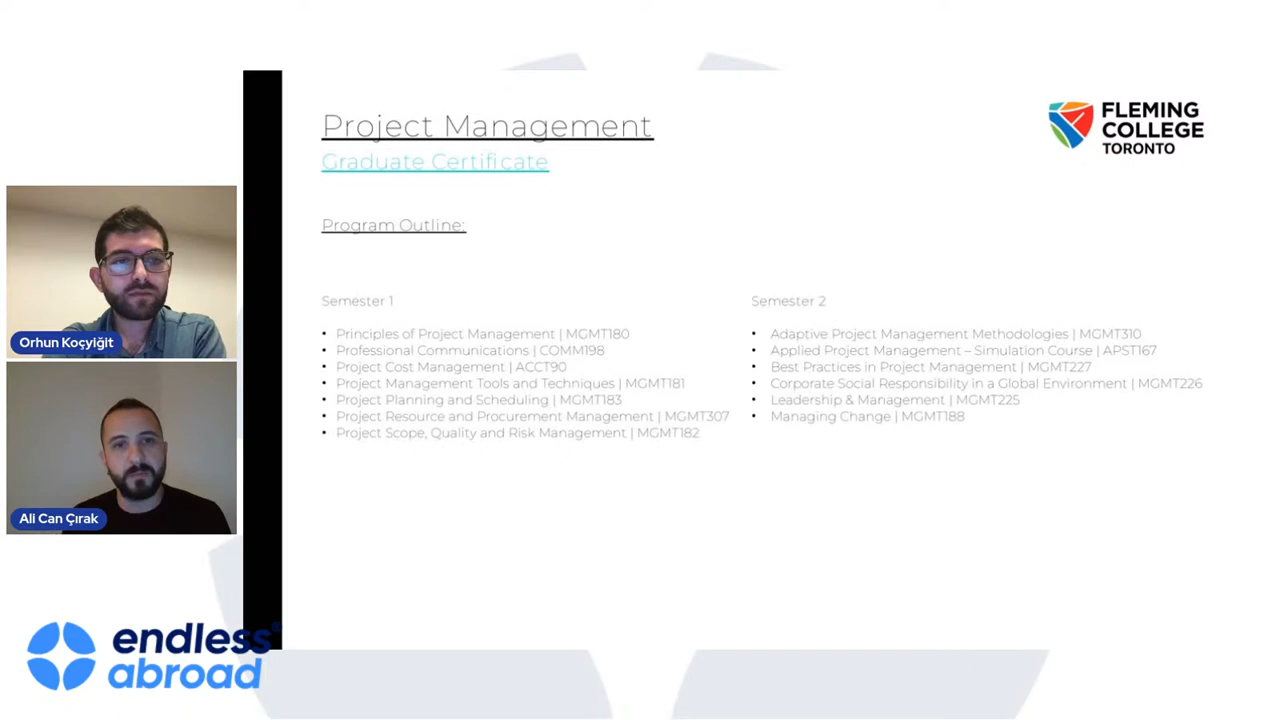 Project Management
Graduate Certificate
Program Outline:
Semester 1
• Principles of Project Management | MGMT180
• Professional Communications | COMM198
• Project Cost Management | ACCT90
• Project Management Tools and Techniques | MGMT181
• Project Planning and Scheduling | MGMT183
• Project Resource and Procurement Management | MGMT307
• Project Scope, Quality and Risk Management | MGMT182
Semester 2
• Adaptive Project Management Methodologies | MGMT310
• Applied Project Management – Simulation Course | APST167
• Best Practices in Project Management | MGMT227
• Corporate Social Responsibility in a Global Environment | MGMT226
• Leadership & Management | MGMT225
• Managing Change | MGMT188
FLEMING
COLLEGE
TORONTO
Orhun Koçyiğit
Ali Can Çırak
endless®
abroad